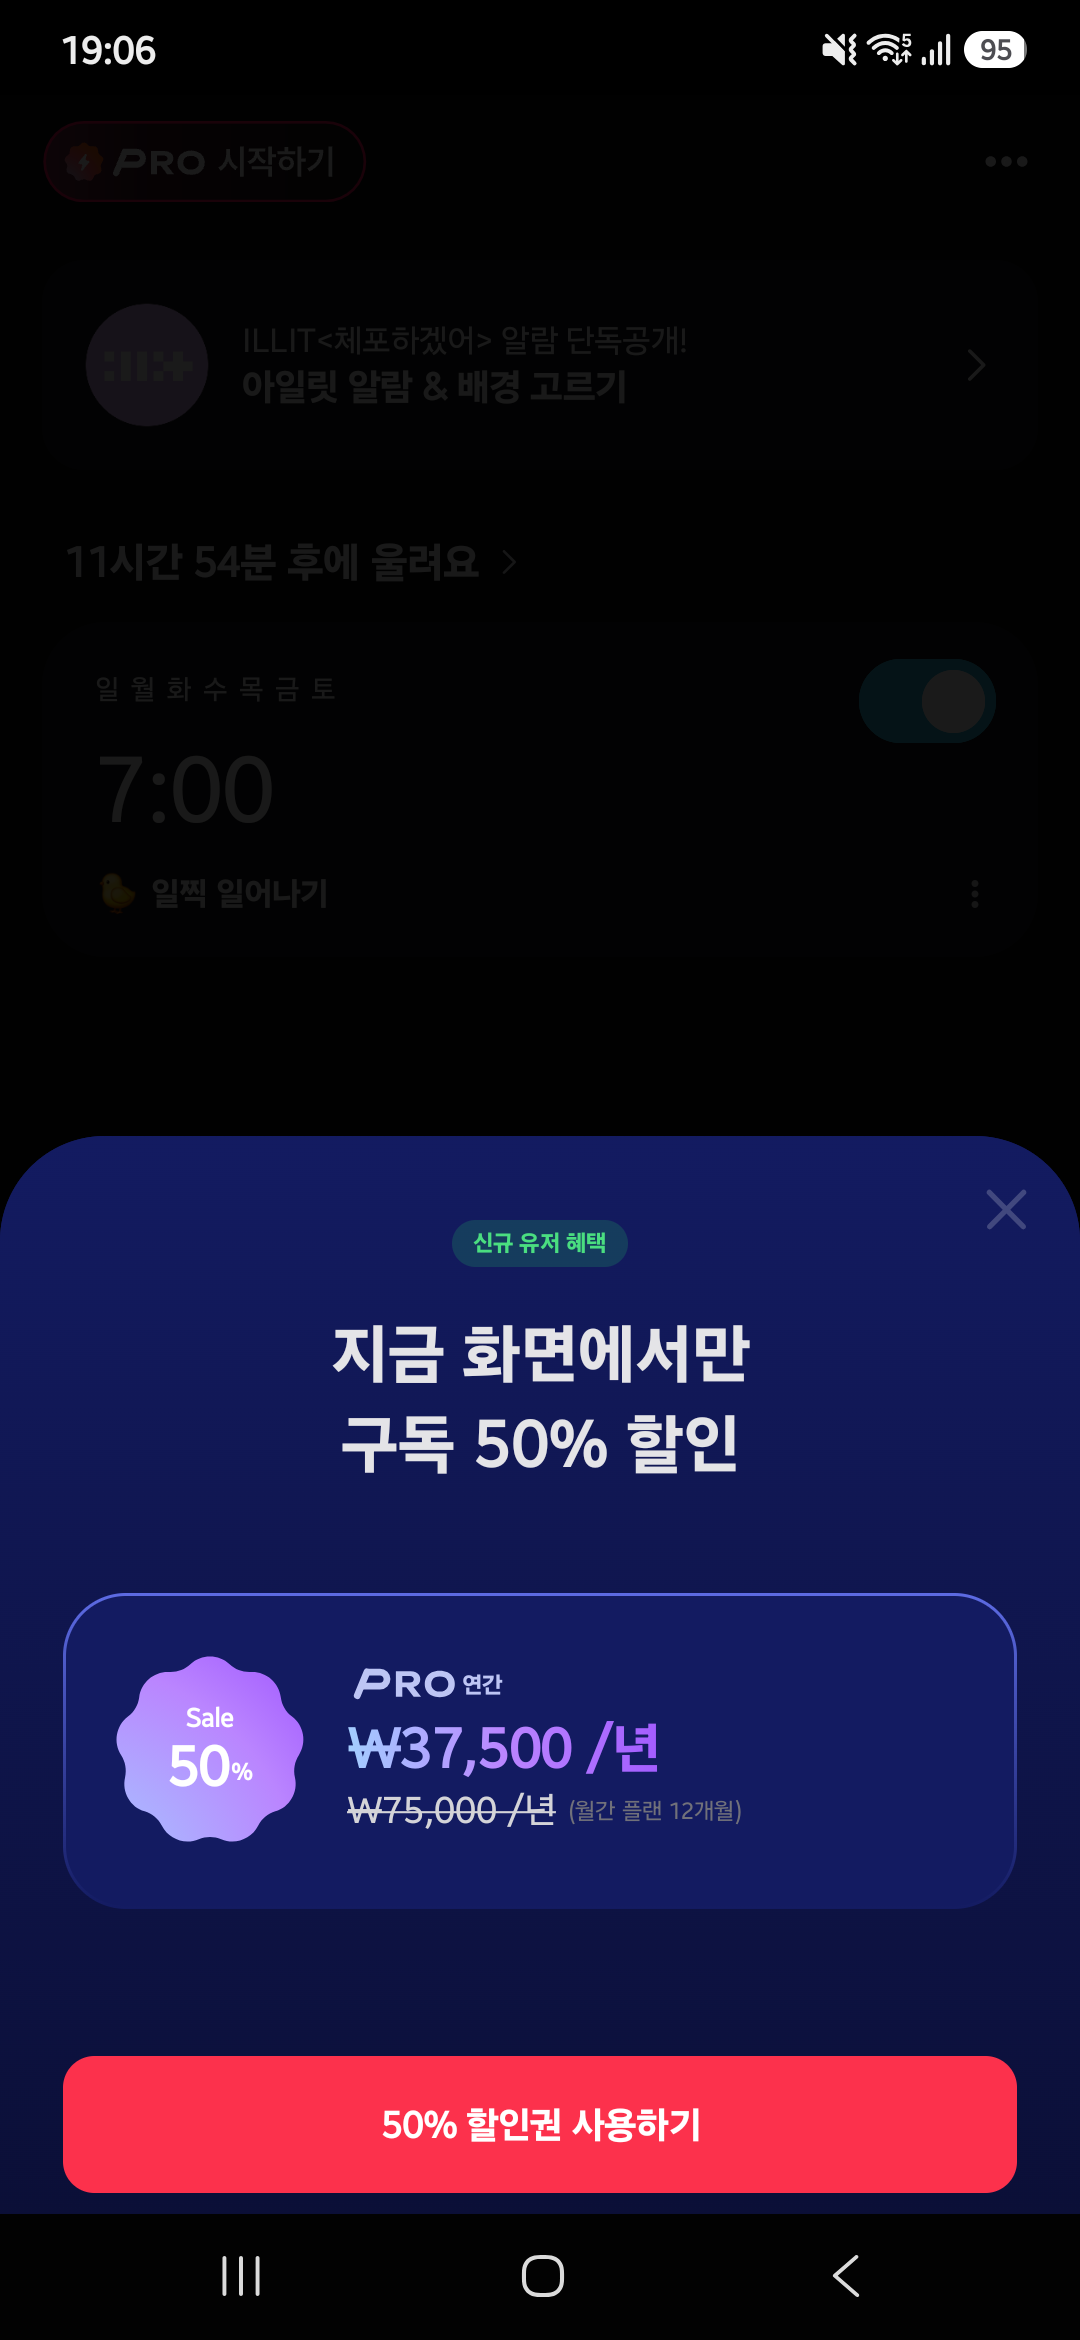 19:06
5
95
PRO 시작하기
ILLIT<체포하겠어> 알람 단독공개!
아일릿 알람 & 배경 고르기
11시간 54분 후에 울려요
일 월 화 수 목 금 토
7:00
일찍 일어나기
신규 유저 혜택
지금 화면에서만
구독 50% 할인
Sale
50%
PRO 연간
₩37,500 /년
₩75,000 /년 (월간 플랜 12개월)
50% 할인권 사용하기